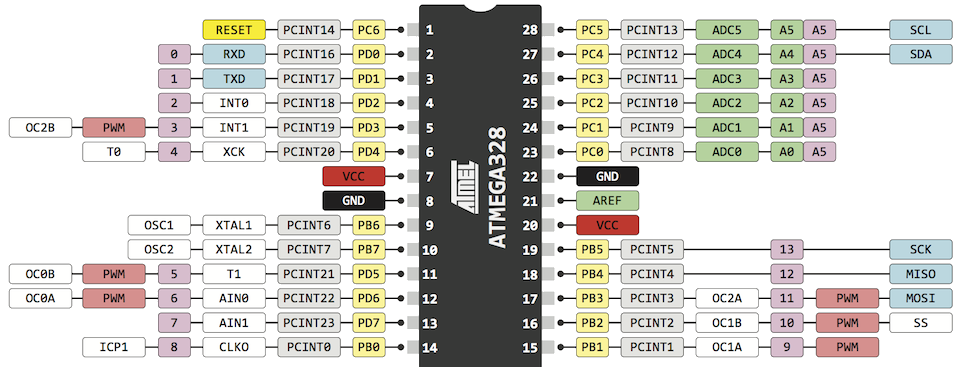 RESET PCINT14 PC6 1 28 PC5 PCINT13 ADC5 A5 A5 SCL
0 RXD PCINT16 PD0 2 27 PC4 PCINT12 ADC4 A4 A5 SDA
1 TXD PCINT17 PD1 3 26 PC3 PCINT11 ADC3 A3 A5
2 INT0 PCINT18 PD2 4 25 PC2 PCINT10 ADC2 A2 A5
OC2B PWM 3 INT1 PCINT19 PD3 5 24 PC1 PCINT9 ADC1 A1 A5
T0 4 XCK PCINT20 PD4 6 23 PC0 PCINT8 ADC0 A0 A5
VCC 7 22 GND
GND 8 21 AREF
OSC1 XTAL1 PCINT6 PB6 9 20 VCC
OSC2 XTAL2 PCINT7 PB7 10 19 PB5 PCINT5 13 SCK
OC0B PWM 5 T1 PCINT21 PD5 11 18 PB4 PCINT4 12 MISO
OC0A PWM 6 AIN0 PCINT22 PD6 12 17 PB3 PCINT3 OC2A 11 PWM MOSI
7 AIN1 PCINT23 PD7 13 16 PB2 PCINT2 OC1B 10 PWM SS
ICP1 8 CLKO PCINT0 PB0 14 15 PB1 PCINT1 OC1A 9 PWM
ATMEL
ATMEGA328